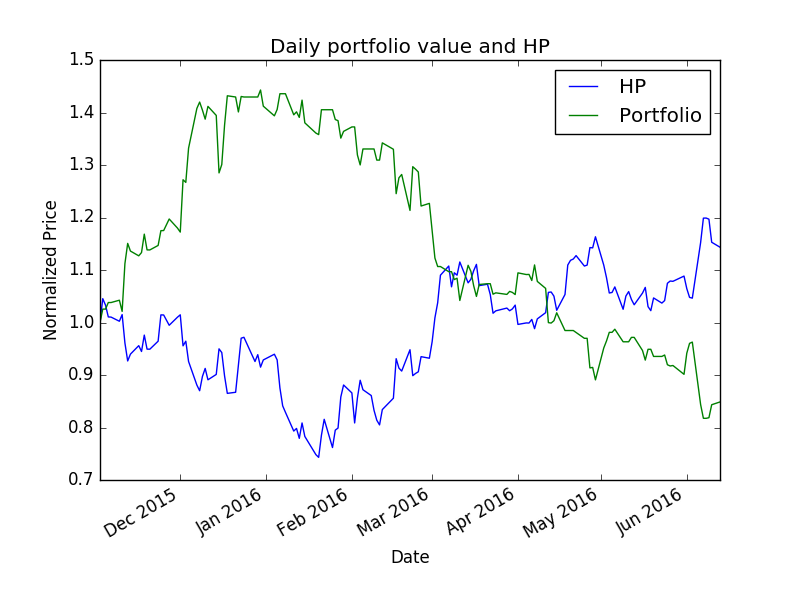 Daily portfolio value and HP
HP
Portfolio
1.5
1.4
1.3
1.2
1.1
1.0
0.9
0.8
0.7
Normalized Price
Dec 2015
Jan 2016
Feb 2016
Mar 2016
Apr 2016
May 2016
Jun 2016
Date